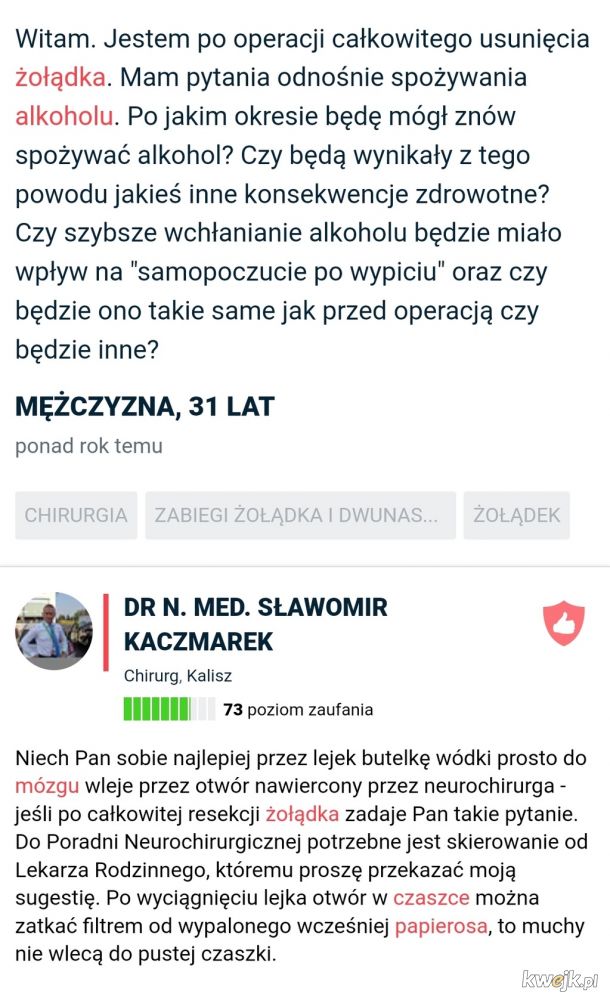 Witam. Jestem po operacji całkowitego usunięcia
żołądka. Mam pytania odnośnie spożywania
alkoholu. Po jakim okresie będę mógł znów
spożywać alkohol? Czy będą wynikały z tego
powodu jakieś inne konsekwencje zdrowotne?
Czy szybsze wchłanianie alkoholu będzie miało
wpływ na "samopoczucie po wypiciu" oraz czy
będzie ono takie same jak przed operacją czy
będzie inne?
MĘŻCZYZNA, 31 LAT
ponad rok temu
CHIRURGIA
ZABIEGI ŻOŁĄDKA I DWUNAS...
ŻOŁĄDEK
DR N. MED. SŁAWOMIR
KACZMAREK
Chirurg, Kalisz
73 poziom zaufania
Niech Pan sobie najlepiej przez lejek butelkę wódki prosto do
mózgu wleje przez otwór nawiercony przez neurochirurga -
jeśli po całkowitej resekcji żołądka zadaje Pan takie pytanie.
Do Poradni Neurochirurgicznej potrzebne jest skierowanie od
Lekarza Rodzinnego, któremu proszę przekazać moją
sugestię. Po wyciągnięciu lejka otwór w czaszce można
zatkać filtrem od wypalonego wcześniej papierosa, to muchy
nie wlecą do pustej czaszki.
kwejk.pl